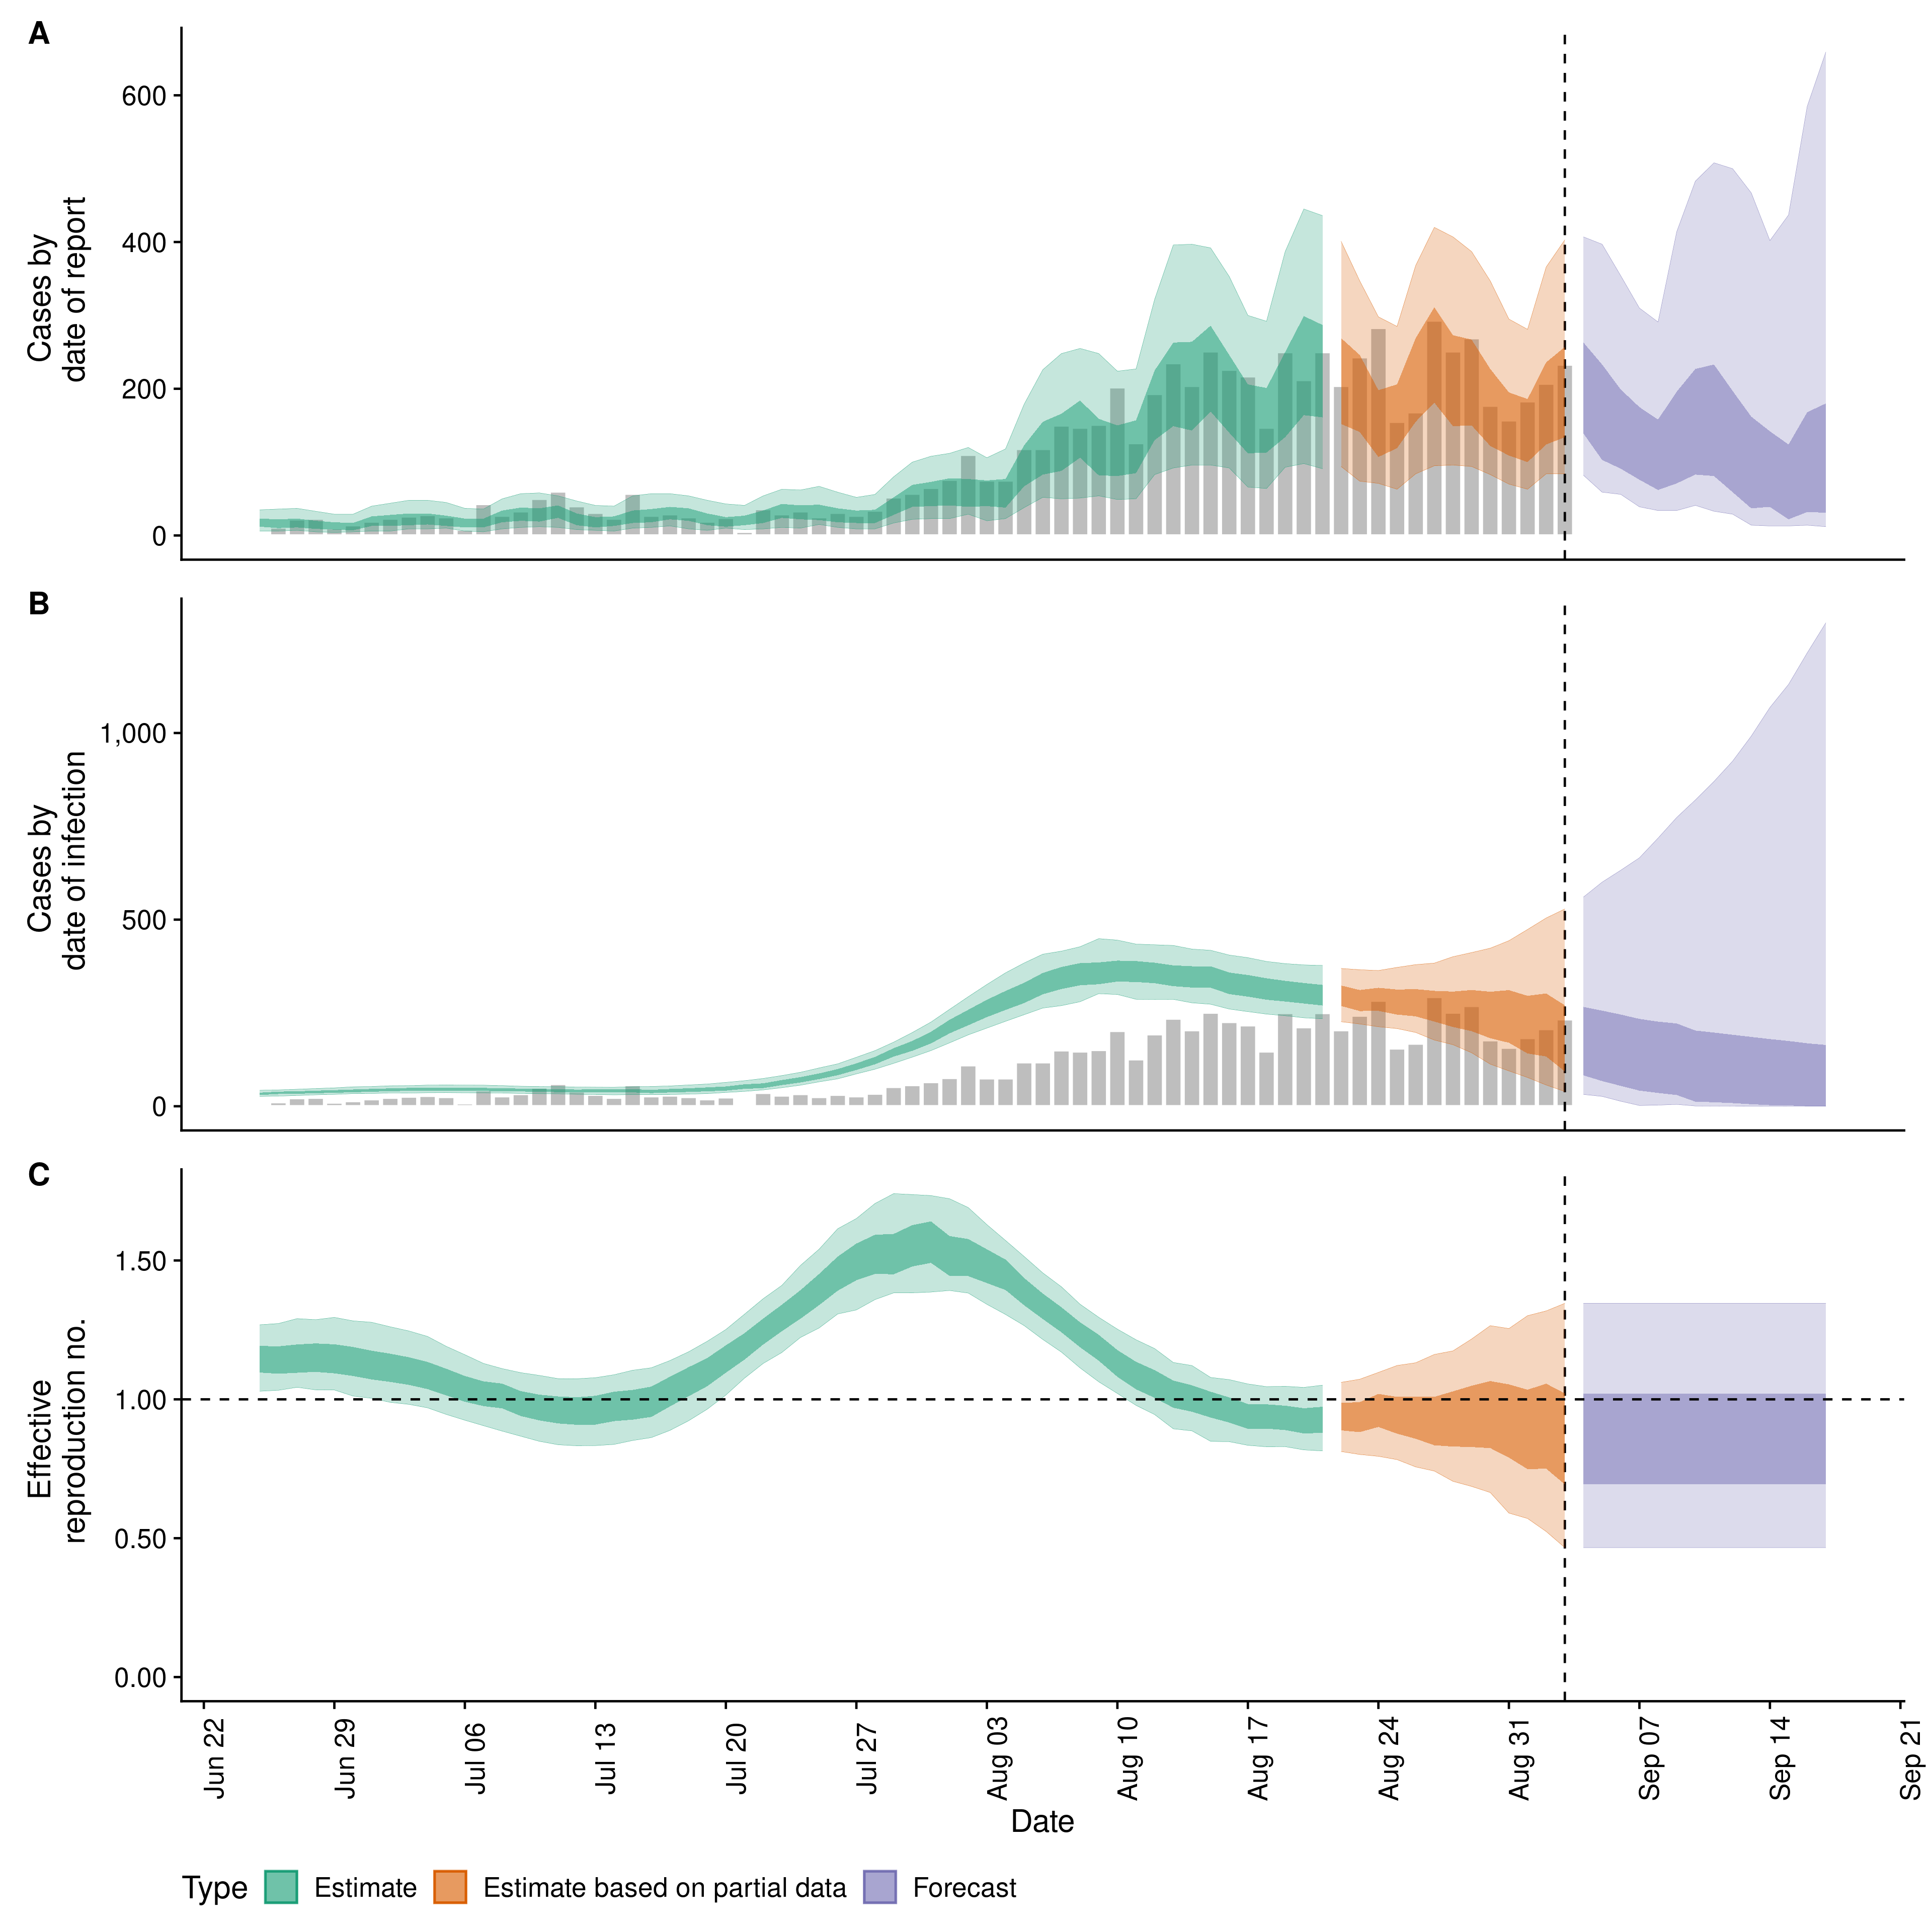 A
Cases by
date of report
600
400
200
0
B
Cases by
date of infection
1,000
500
0
C
Effective
reproduction no.
1.50
1.00
0.50
0.00
Jun 22
Jun 29
Jul 06
Jul 13
Jul 20
Jul 27
Aug 03
Aug 10
Aug 17
Aug 24
Aug 31
Sep 07
Sep 14
Sep 21
Date
Type Estimate Estimate based on partial data Forecast